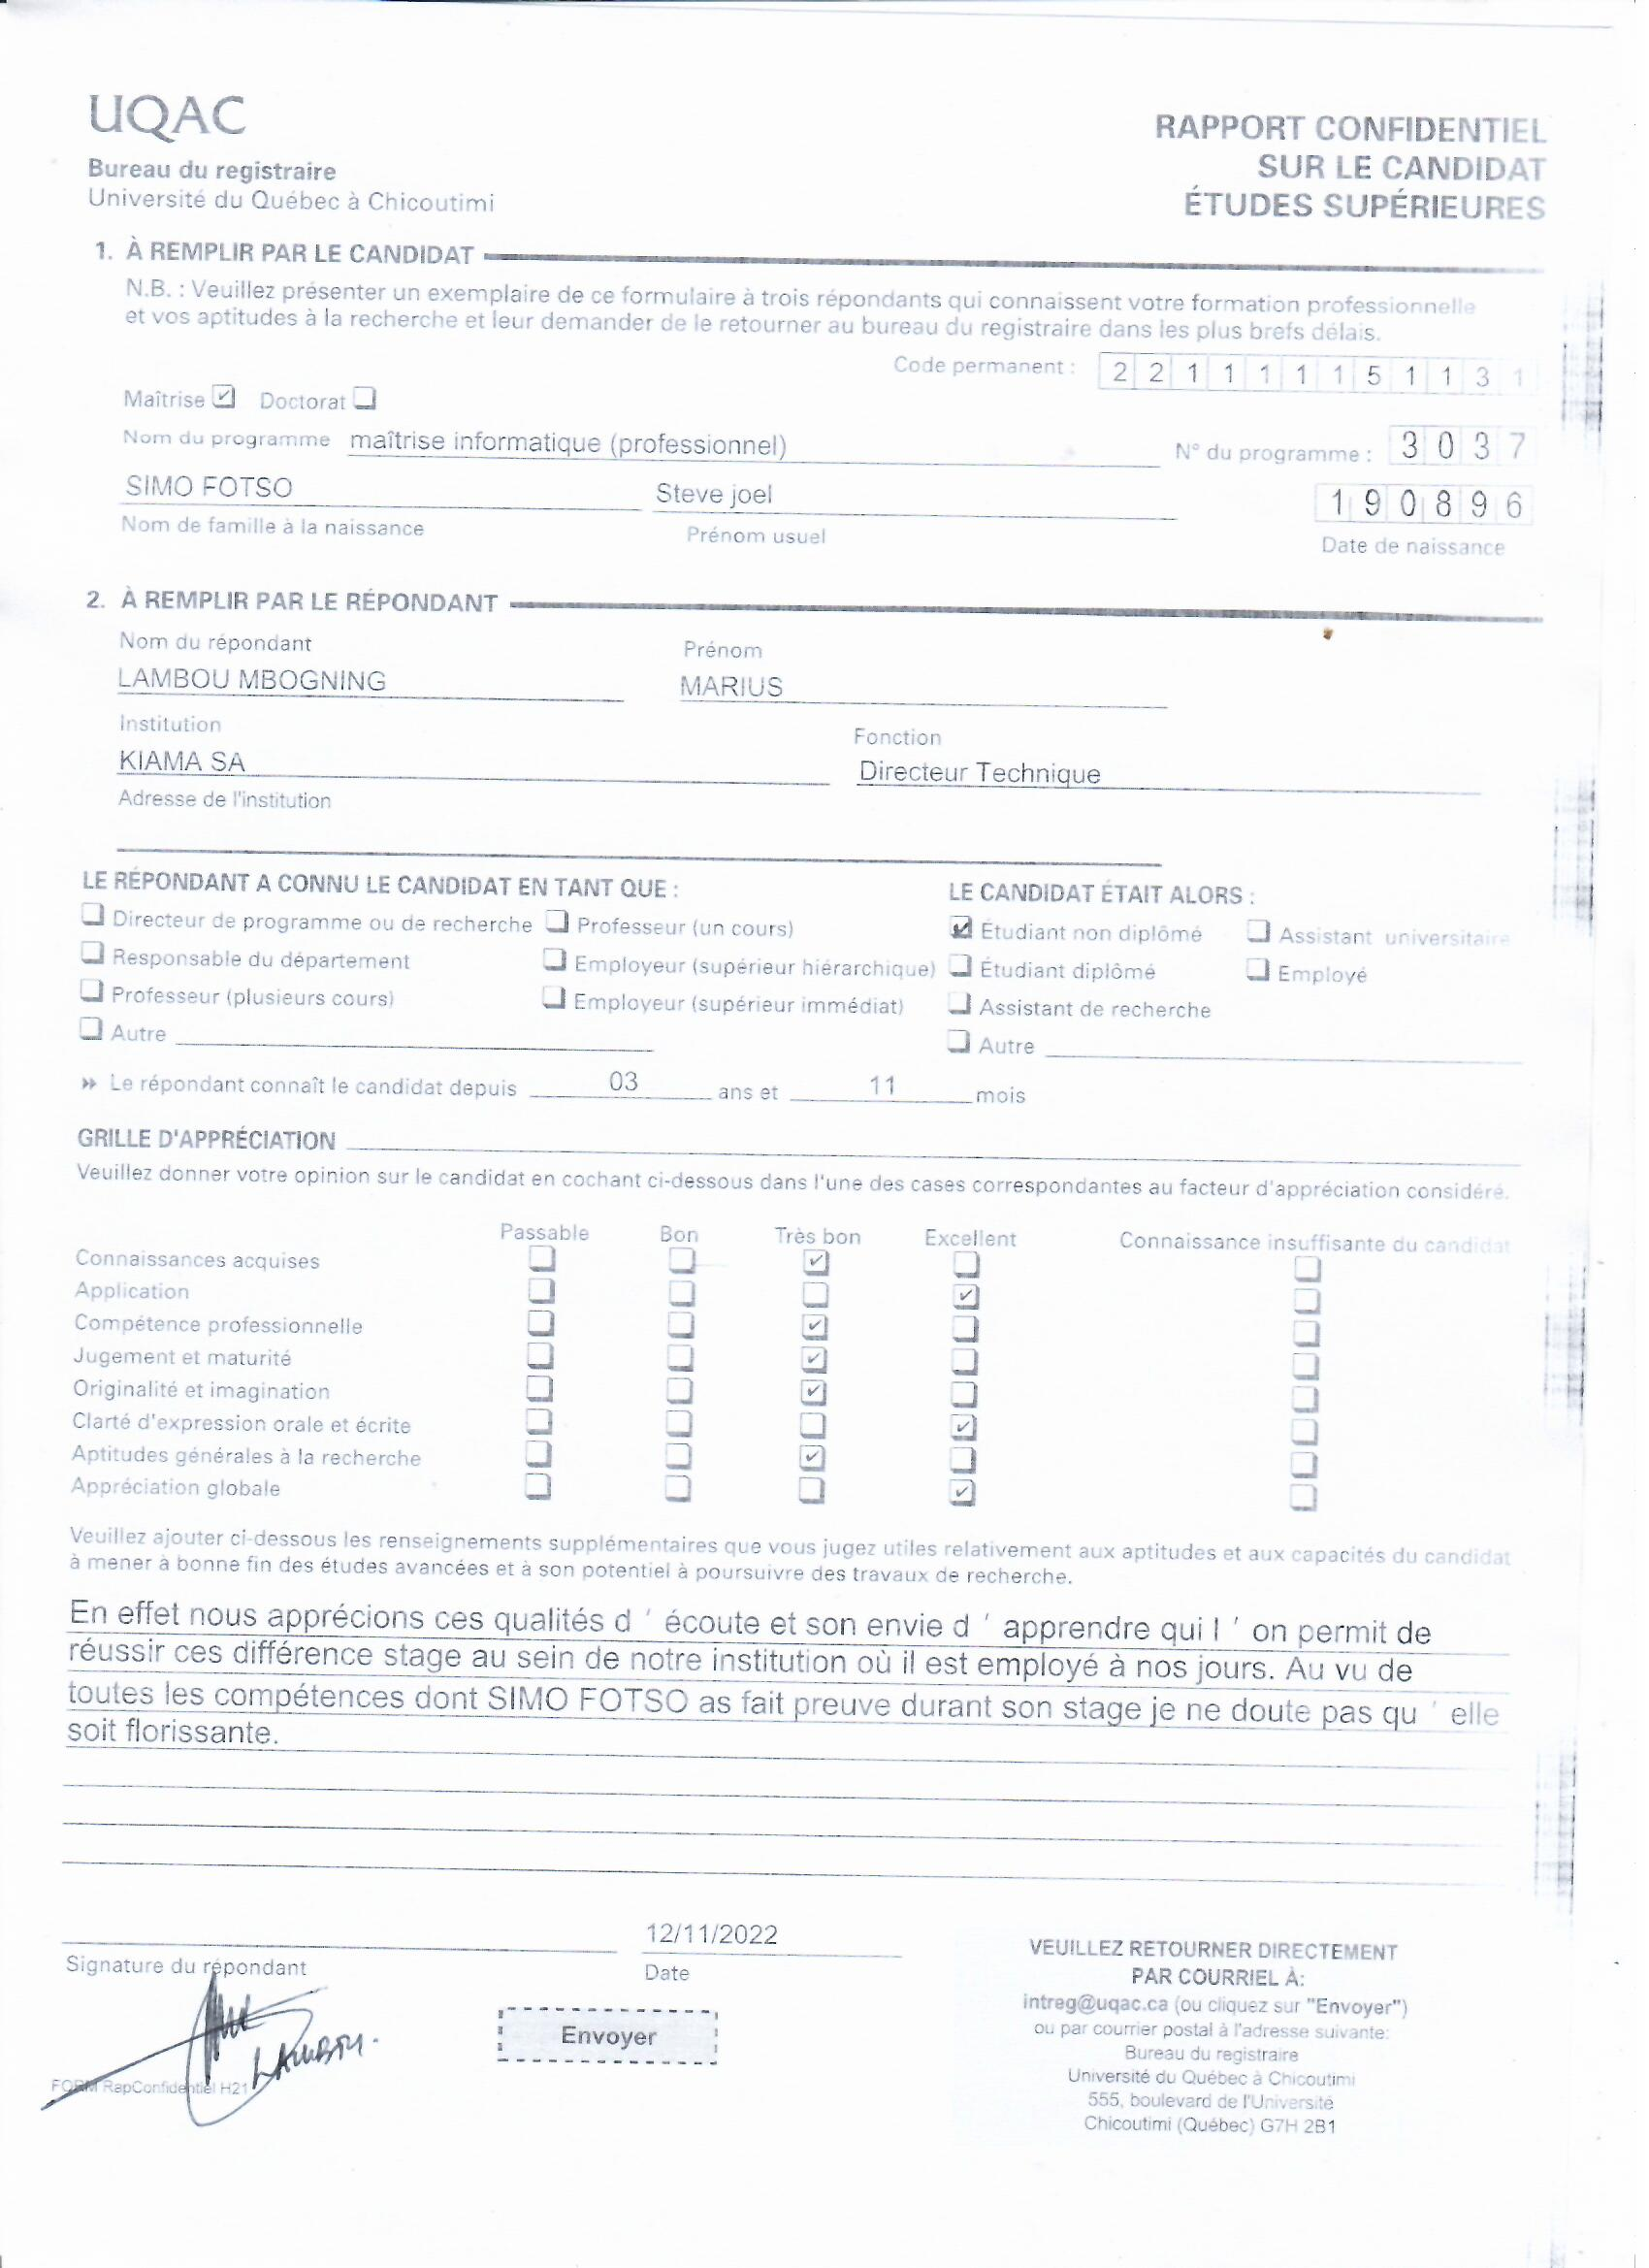 UQAC
Bureau du registraire
Université du Québec à Chicoutimi
RAPPORT CONFIDENTIEL
SUR LE CANDIDAT
ÉTUDES SUPÉRIEURES
1. À REMPLIR PAR LE CANDIDAT
N.B. : Veuillez présenter un exemplaire de ce formulaire à trois répondants qui connaissent votre formation professionnelle
et vos aptitudes à la recherche et leur demander de le retourner au bureau du registraire dans les plus brefs délais.
Code permanent : 2 2 1 1 1 1 1 5 1 1 3 1
Maîtrise ☑ Doctorat ☐
Nom du programme maîtrise informatique (professionnel) N° du programme : 3 0 3 7
SIMO FOTSO Steve joel 1 9 0 8 9 6
Nom de famille à la naissance Prénom usuel Date de naissance
2. À REMPLIR PAR LE RÉPONDANT
Nom du répondant Prénom
LAMBOU MBOGNING MARIUS
Institution Fonction
KIAMA SA Directeur Technique
Adresse de l'institution
LE RÉPONDANT A CONNU LE CANDIDAT EN TANT QUE : LE CANDIDAT ÉTAIT ALORS :
☐ Directeur de programme ou de recherche ☐ Professeur (un cours) ☑ Étudiant non diplômé ☐ Assistant universitaire
☐ Responsable du département ☐ Employeur (supérieur hiérarchique) ☐ Étudiant diplômé ☐ Employé
☐ Professeur (plusieurs cours) ☐ Employeur (supérieur immédiat) ☐ Assistant de recherche
☐ Autre ☐ Autre
» Le répondant connaît le candidat depuis 03 ans et 11 mois
GRILLE D'APPRÉCIATION
Veuillez donner votre opinion sur le candidat en cochant ci-dessous dans l'une des cases correspondantes au facteur d'appréciation considéré.
Passable Bon Très bon Excellent Connaissance insuffisante du candidat
Connaissances acquises ☐ ☐ ☑ ☐ ☐
Application ☐ ☐ ☐ ☑ ☐
Compétence professionnelle ☐ ☐ ☑ ☐ ☐
Jugement et maturité ☐ ☐ ☑ ☐ ☐
Originalité et imagination ☐ ☐ ☑ ☐ ☐
Clarté d'expression orale et écrite ☐ ☐ ☐ ☑ ☐
Aptitudes générales à la recherche ☐ ☐ ☑ ☐ ☐
Appréciation globale ☐ ☐ ☐ ☑ ☐
Veuillez ajouter ci-dessous les renseignements supplémentaires que vous jugez utiles relativement aux aptitudes et aux capacités du candidat
à mener à bonne fin des études avancées et à son potentiel à poursuivre des travaux de recherche.
En effet nous apprécions ces qualités d ' écoute et son envie d ' apprendre qui l ' on permit de
réussir ces différence stage au sein de notre institution où il est employé à nos jours. Au vu de
toutes les compétences dont SIMO FOTSO as fait preuve durant son stage je ne doute pas qu ' elle
soit florissante.
12/11/2022
Signature du répondant Date
LAMBOU
Envoyer
FORM RapConfidentiel H21
VEUILLEZ RETOURNER DIRECTEMENT
PAR COURRIEL À:
intreg@uqac.ca (ou cliquez sur "Envoyer")
ou par courrier postal à l'adresse suivante:
Bureau du registraire
Université du Québec à Chicoutimi
555, boulevard de l'Université
Chicoutimi (Québec) G7H 2B1